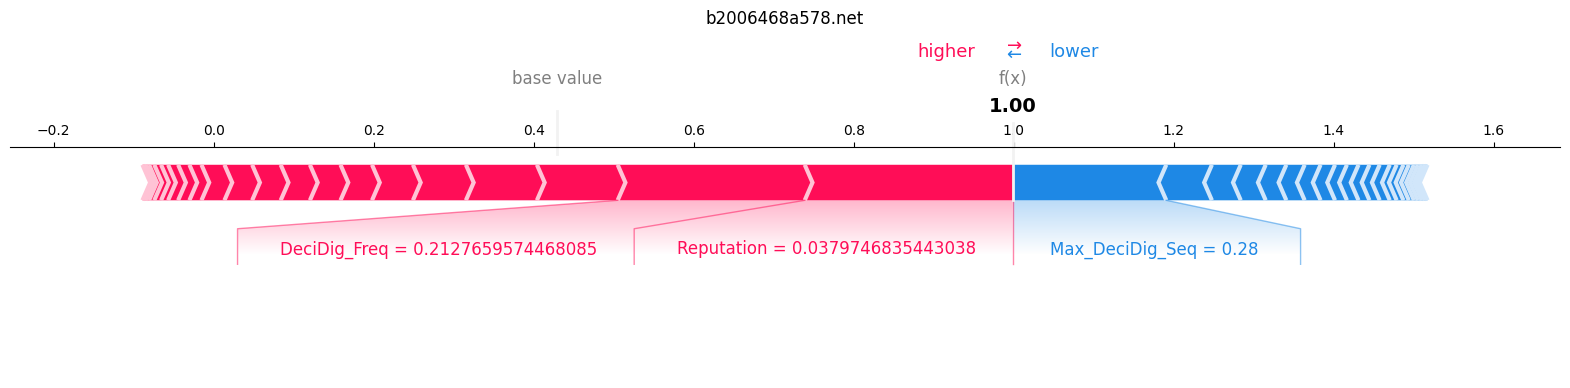 b2006468a578.net
higher → ← lower
base value f(x)
1.00
−0.2 0.0 0.2 0.4 0.6 0.8 1.0 1.2 1.4 1.6
DeciDig_Freq = 0.2127659574468085 Reputation = 0.0379746835443038 Max_DeciDig_Seq = 0.28